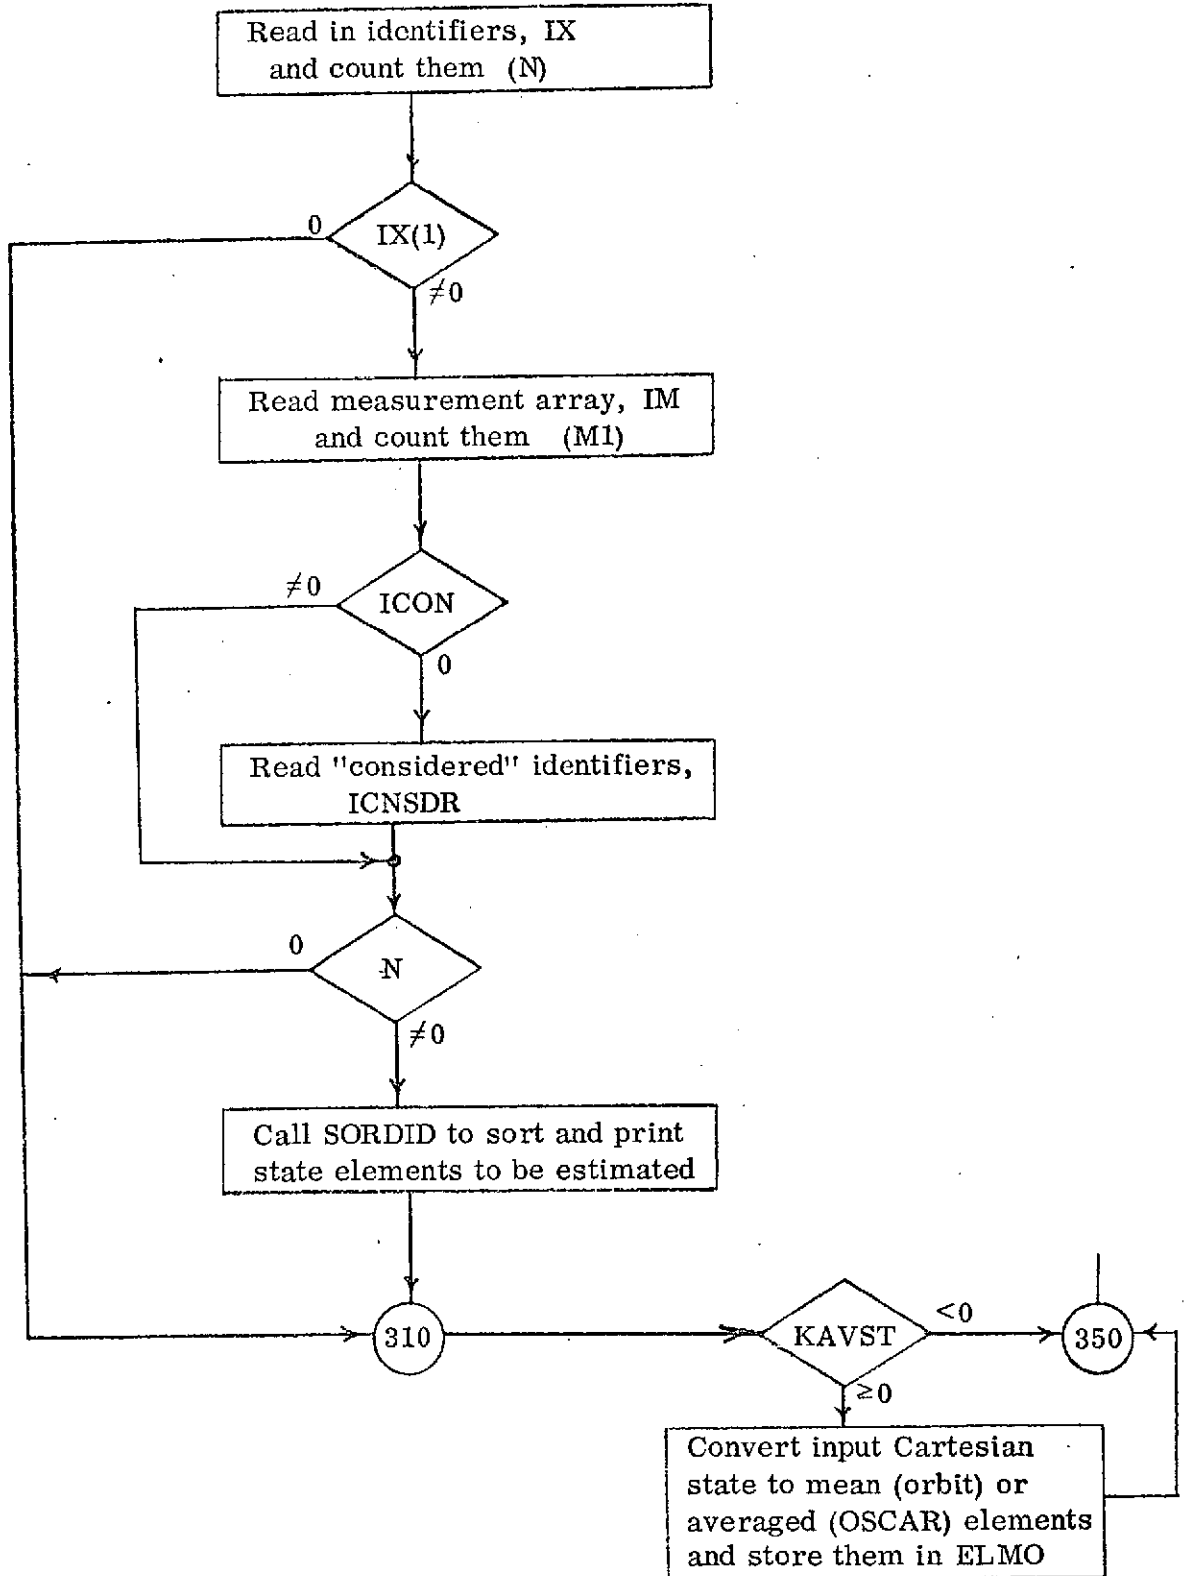 Read in identifiers, IX
and count them (N)
0
IX(1)
≠0
Read measurement array, IM
and count them (M1)
≠0
ICON
0
Read "considered" identifiers,
ICNSDR
0
N
≠0
Call SORDID to sort and print
state elements to be estimated
310
KAVST
<0
350
≥0
Convert input Cartesian
state to mean (orbit) or
averaged (OSCAR) elements
and store them in ELMO